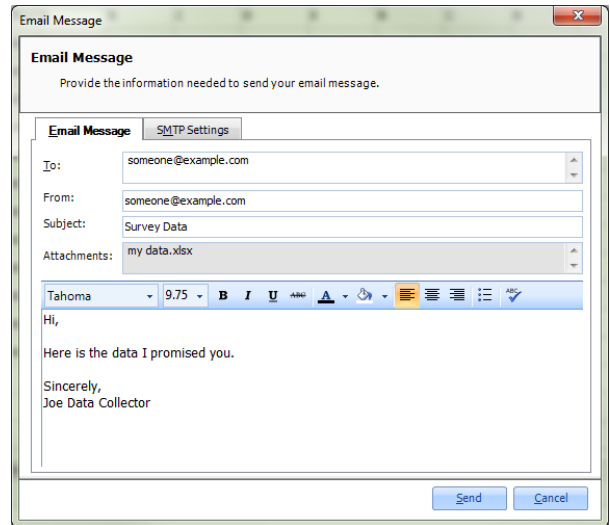 Email Message
Email Message
Provide the information needed to send your email message.
Email Message SMTP Settings
To: someone@example.com
From: someone@example.com
Subject: Survey Data
Attachments: my data.xlsx
Tahoma 9.75 B I U ABC A ABC
Hi,
Here is the data I promised you.
Sincerely,
Joe Data Collector
Send Cancel